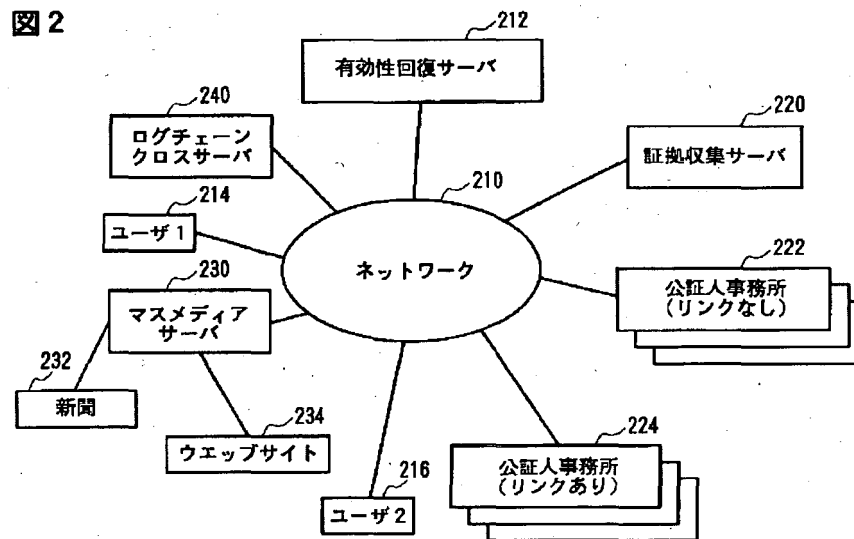 図2
212
有効性回復サーバ
240
ログチェーン
クロスサーバ
220
証拠収集サーバ
210
ネットワーク
214
ユーザ1
222
公証人事務所
(リンクなし)
230
マスメディア
サーバ
232
新聞
234
ウエッブサイト
224
公証人事務所
(リンクあり)
216
ユーザ2